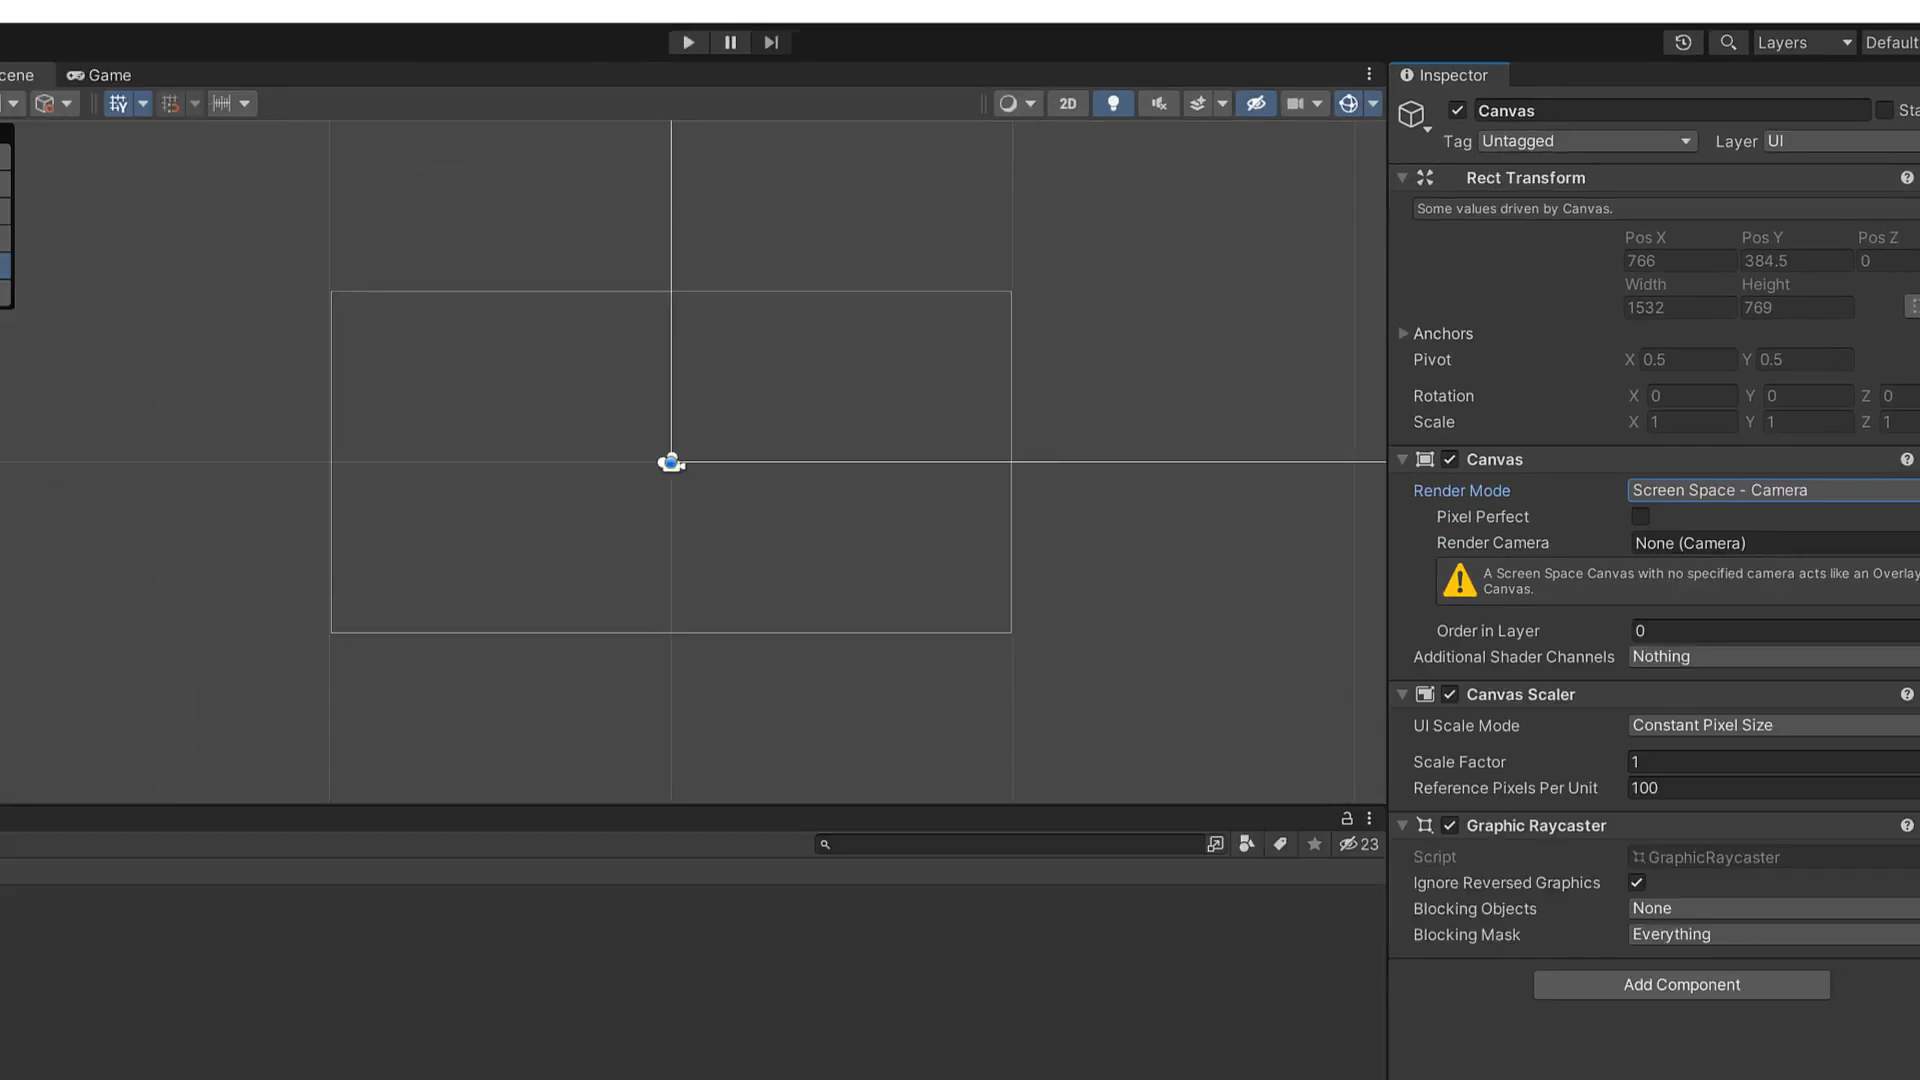 Layers
Default
cene
Game
Inspector
2D
Canvas
Sta
Tag
Untagged
Layer
UI
Rect Transform
Some values driven by Canvas.
Pos X
Pos Y
Pos Z
766
384.5
0
Width
Height
1532
769
Anchors
Pivot
X 0.5
Y 0.5
Rotation
X 0
Y 0
Z 0
Scale
X 1
Y 1
Z 1
Canvas
Render Mode
Screen Space - Camera
Pixel Perfect
Render Camera
None (Camera)
A Screen Space Canvas with no specified camera acts like an Overlay
Canvas.
Order in Layer
0
Additional Shader Channels
Nothing
Canvas Scaler
UI Scale Mode
Constant Pixel Size
Scale Factor
1
Reference Pixels Per Unit
100
Graphic Raycaster
23
Script
GraphicRaycaster
Ignore Reversed Graphics
Blocking Objects
None
Blocking Mask
Everything
Add Component